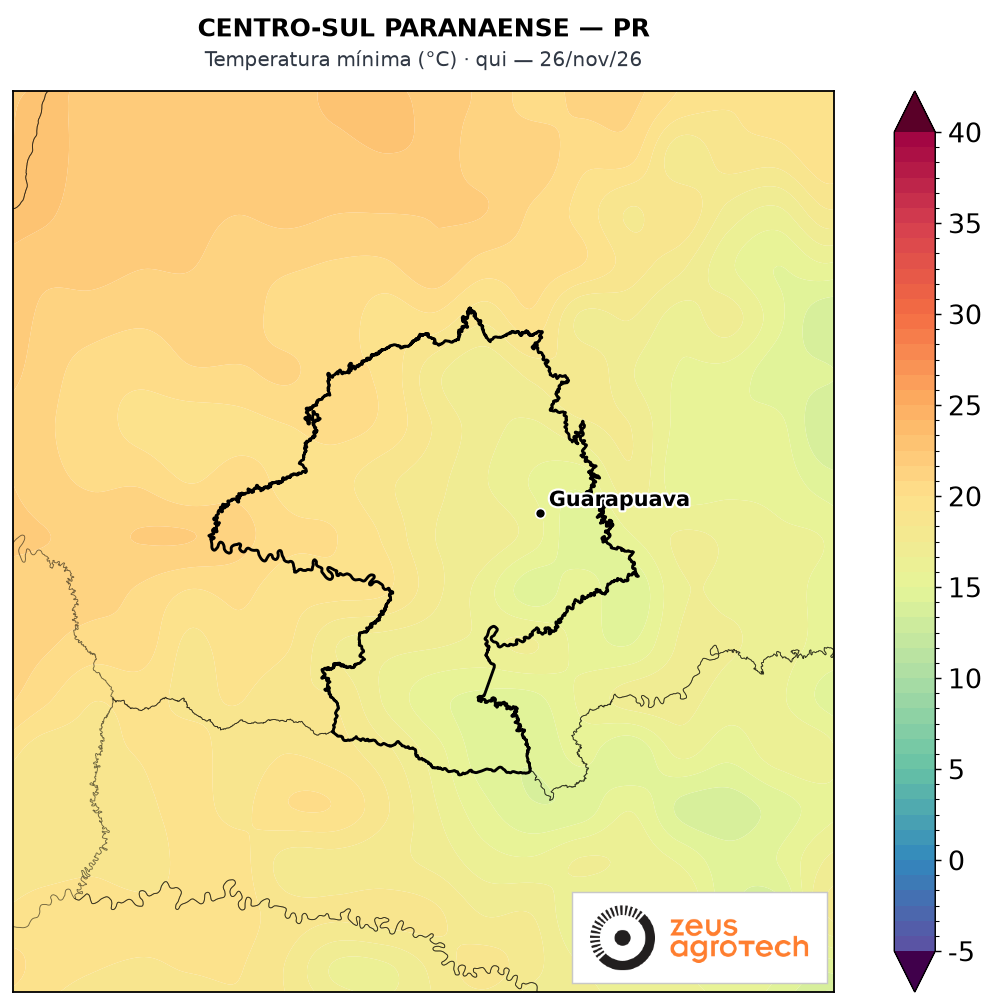 CENTRO-SUL PARANAENSE — PR
Temperatura mínima (°C) · qui — 26/nov/26
40
35
30
25
20
15
10
5
0
-5
Guarapuava
zeus
agrotech